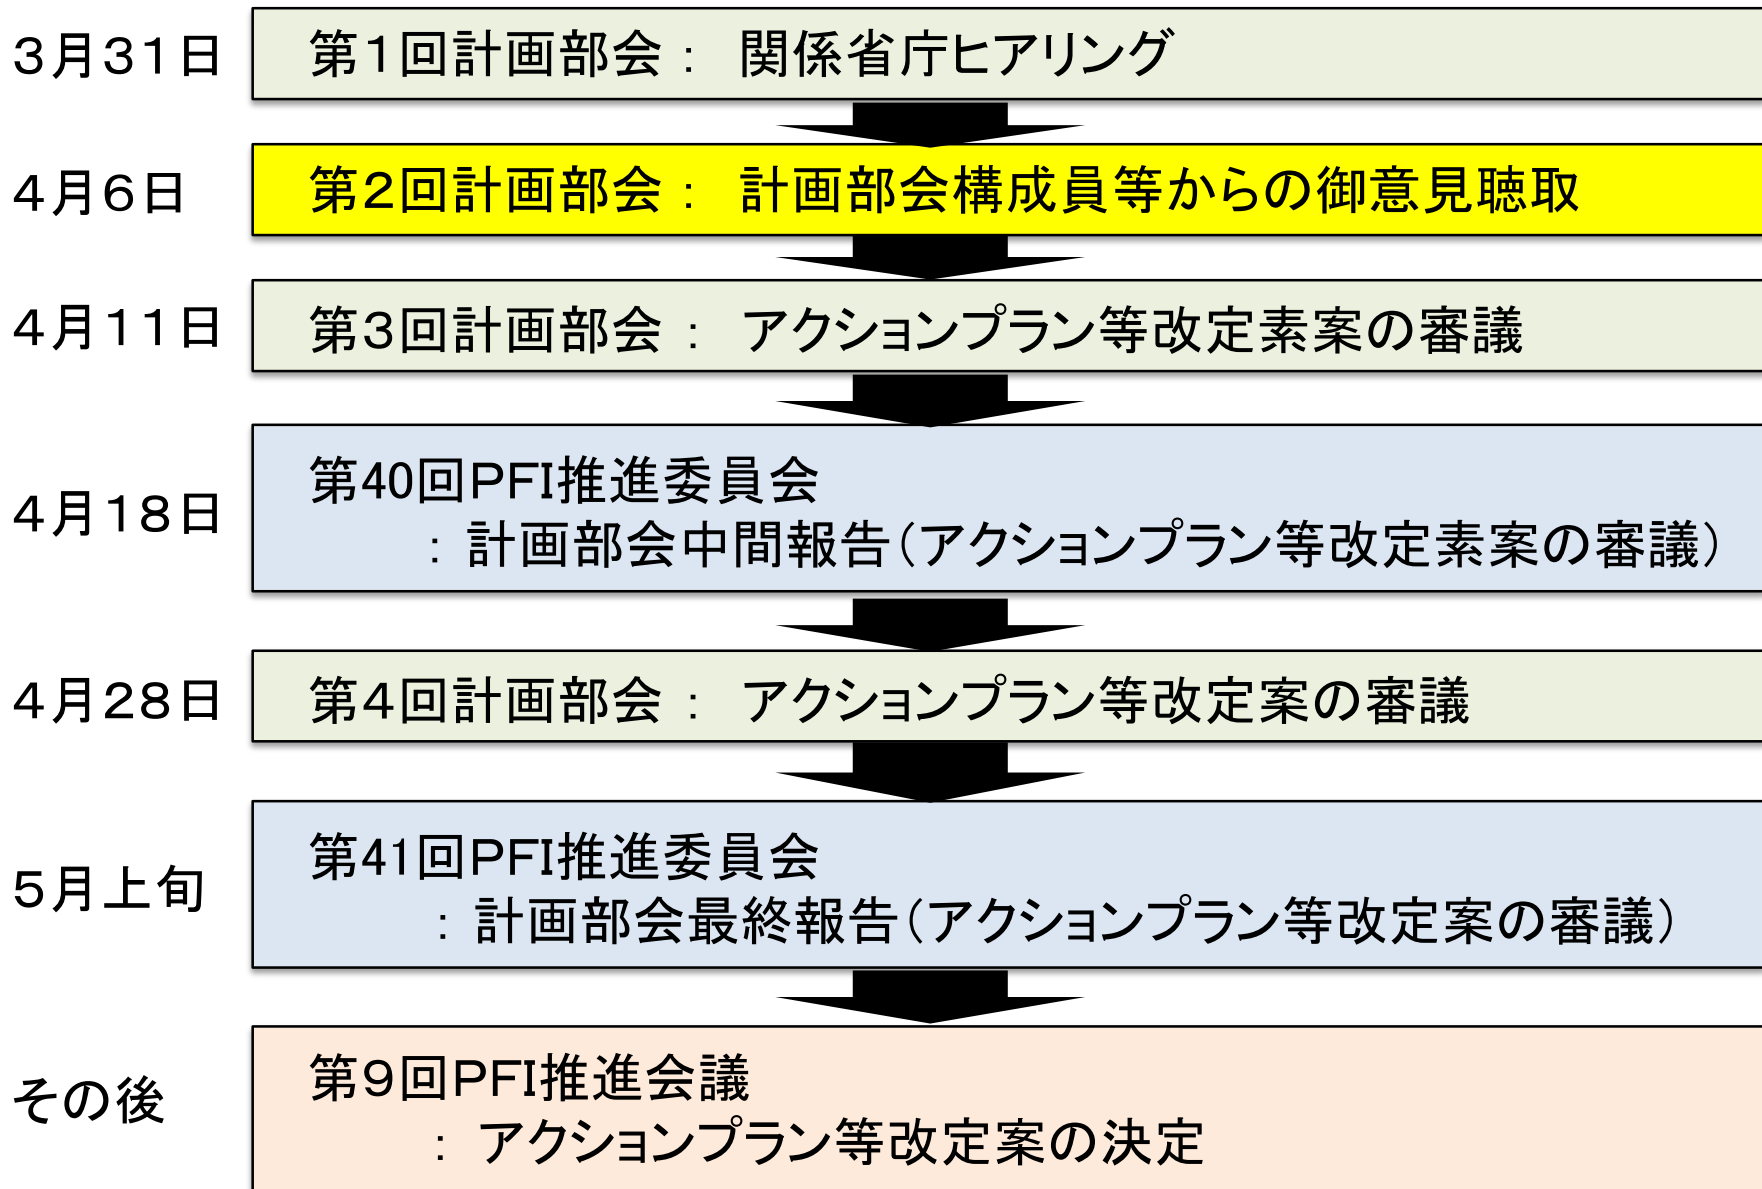 ３月３１日
第１回計画部会： 関係省庁ヒアリング
４月６日
第２回計画部会： 計画部会構成員等からの御意見聴取
４月１１日
第３回計画部会： アクションプラン等改定素案の審議
４月１８日
第40回ＰＦＩ推進委員会
：計画部会中間報告（アクションプラン等改定素案の審議）
４月２８日
第４回計画部会： アクションプラン等改定案の審議
５月上旬
第41回ＰＦＩ推進委員会
：計画部会最終報告（アクションプラン等改定案の審議）
その後
第９回ＰＦＩ推進会議
： アクションプラン等改定案の決定